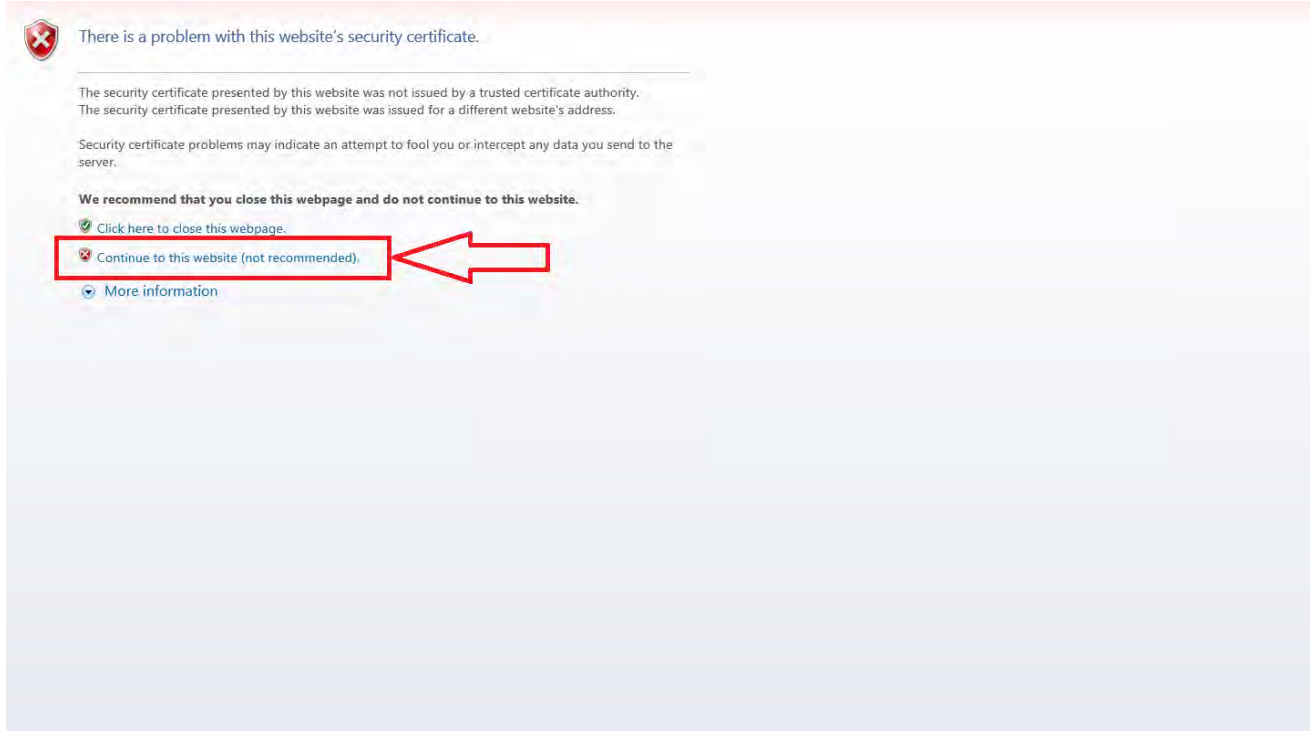 There is a problem with this website's security certificate.
The security certificate presented by this website was not issued by a trusted certificate authority.
The security certificate presented by this website was issued for a different website's address.
Security certificate problems may indicate an attempt to fool you or intercept any data you send to the
server.
We recommend that you close this webpage and do not continue to this website.
Click here to close this webpage.
Continue to this website (not recommended).
More information